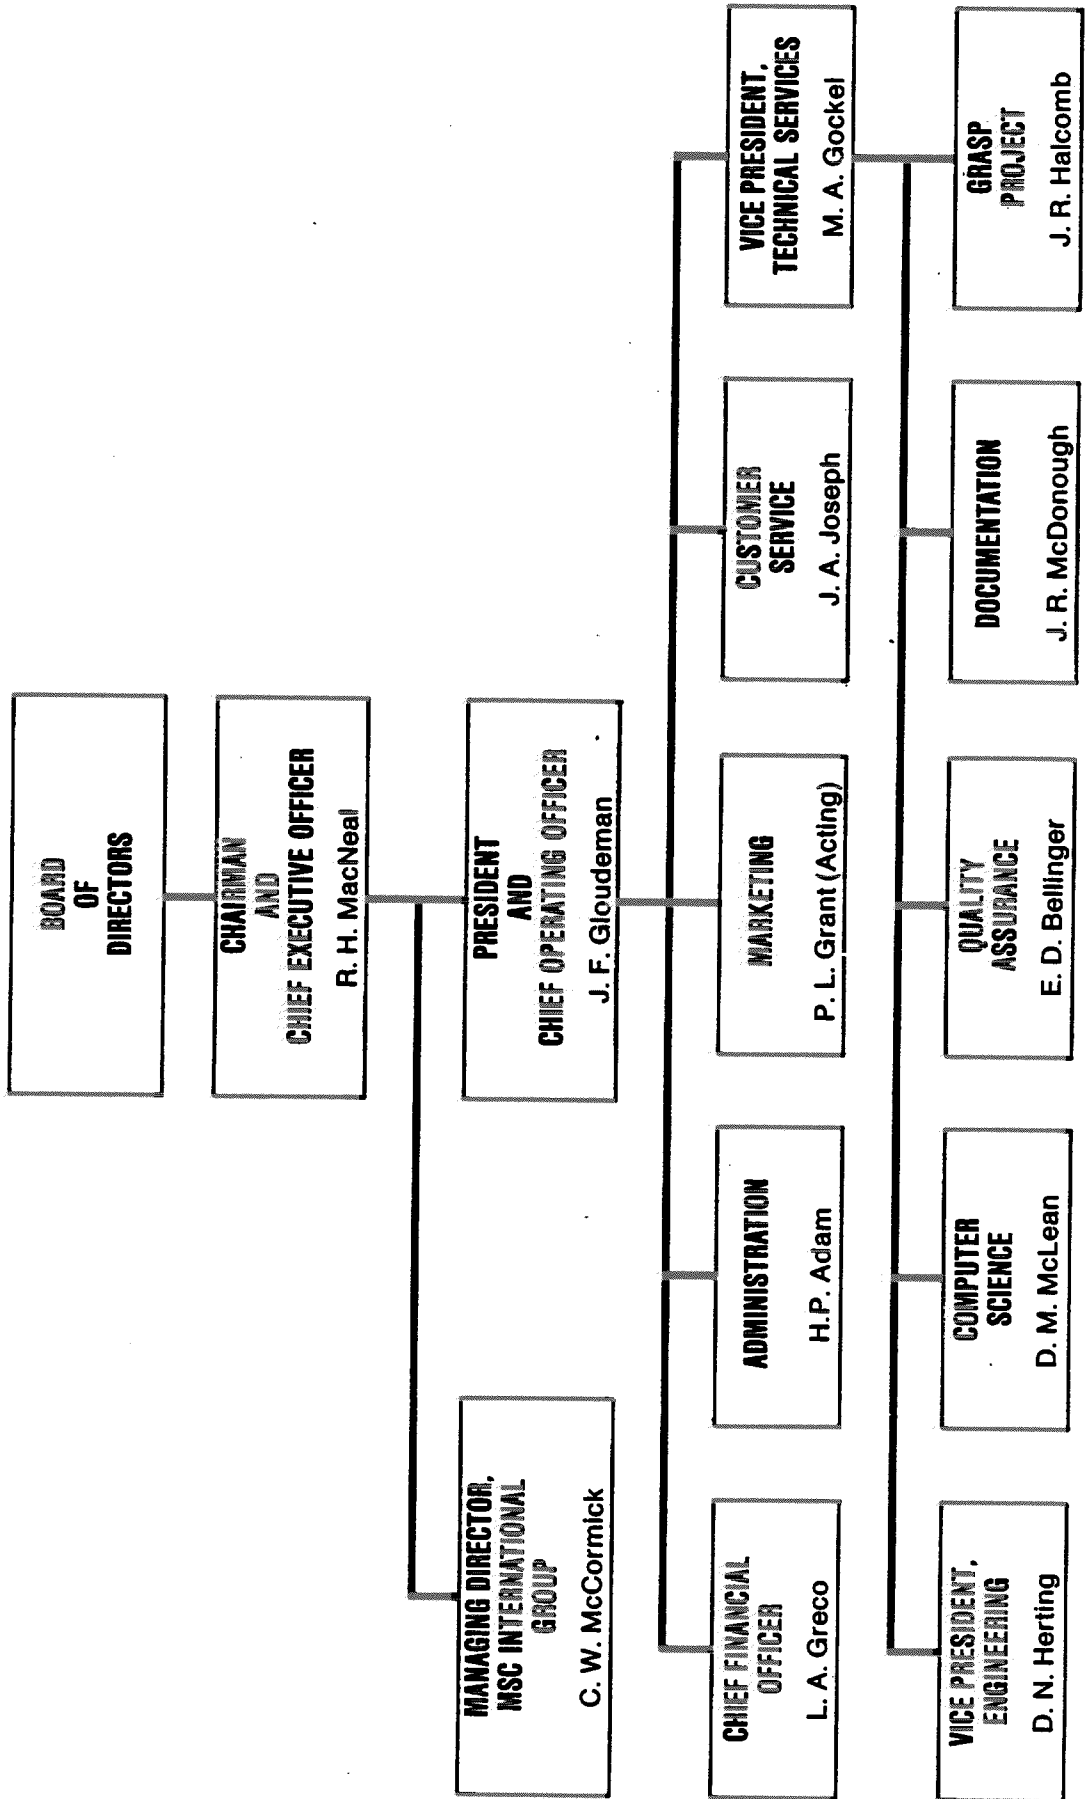 BOARD
OF
DIRECTORS
CHAIRMAN
AND
CHIEF EXECUTIVE OFFICER
R. H. MacNeal
MANAGING DIRECTOR,
MSC INTERNATIONAL
GROUP
C. W. McCormick
PRESIDENT
AND
CHIEF OPERATING OFFICER
J. F. Gloudeman
CHIEF FINANCIAL
OFFICER
L. A. Greco
ADMINISTRATION
H.P. Adam
MARKETING
P. L. Grant (Acting)
CUSTOMER
SERVICE
J. A. Joseph
VICE PRESIDENT,
TECHNICAL SERVICES
M. A. Gockel
VICE PRESIDENT,
ENGINEERING
D. N. Herting
COMPUTER
SCIENCE
D. M. McLean
QUALITY
ASSURANCE
E. D. Bellinger
DOCUMENTATION
J. R. McDonough
GRASP
PROJECT
J. R. Halcomb